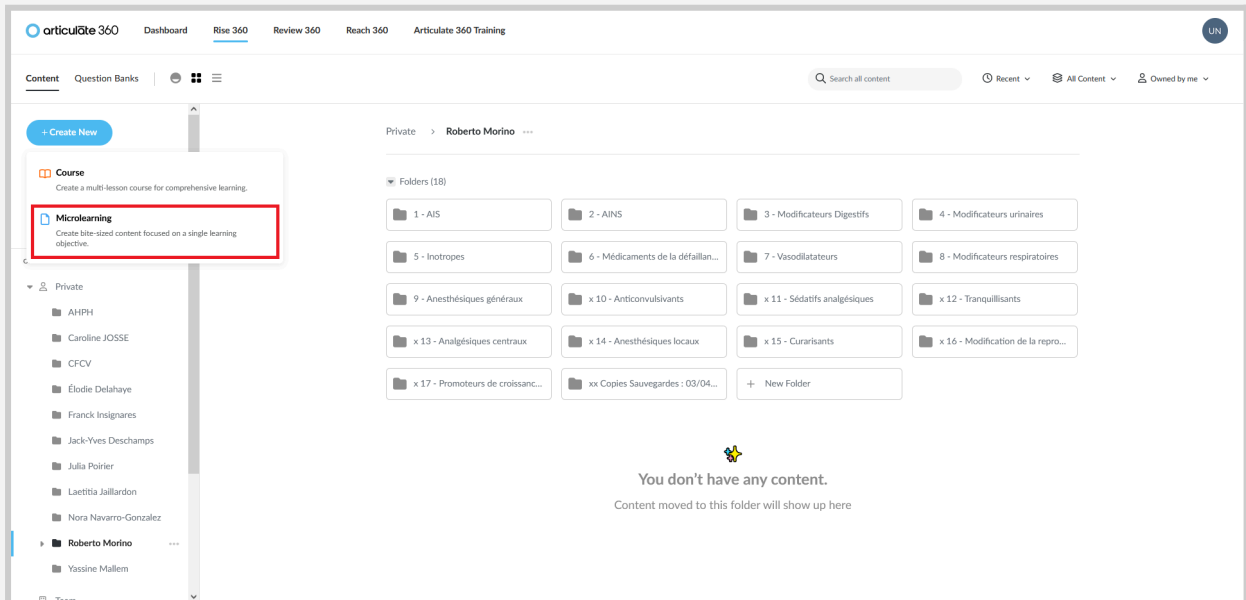 articulate 360 Dashboard Rise 360 Review 360 Reach 360 Articulate 360 Training UN
Content Question Banks Search all content Recent All Content Owned by me
+ Create New
Course
Create a multi-lesson course for comprehensive learning.
Microlearning
Create bite-sized content focused on a single learning
objective.
Private
AHPH
Caroline JOSSE
CFCV
Élodie Delahaye
Franck Insignares
Jack-Yves Deschamps
Julia Poirier
Laetitia Jaillardon
Nora Navarro-Gonzalez
Roberto Morino
Yassine Mallem
Private > Roberto Morino ...
Folders (18)
1 - AIS
2 - AINS
3 - Modificateurs Digestifs
4 - Modificateurs urinaires
5 - Inotropes
6 - Médicaments de la défaillan...
7 - Vasodilatateurs
8 - Modificateurs respiratoires
9 - Anesthésiques généraux
x 10 - Anticonvulsivants
x 11 - Sédatifs analgésiques
x 12 - Tranquillisants
x 13 - Analgésiques centraux
x 14 - Anesthésiques locaux
x 15 - Curarisants
x 16 - Modification de la repro...
x 17 - Promoteurs de croissanc...
xx Copies Sauvegardes : 03/04...
+ New Folder
You don't have any content.
Content moved to this folder will show up here